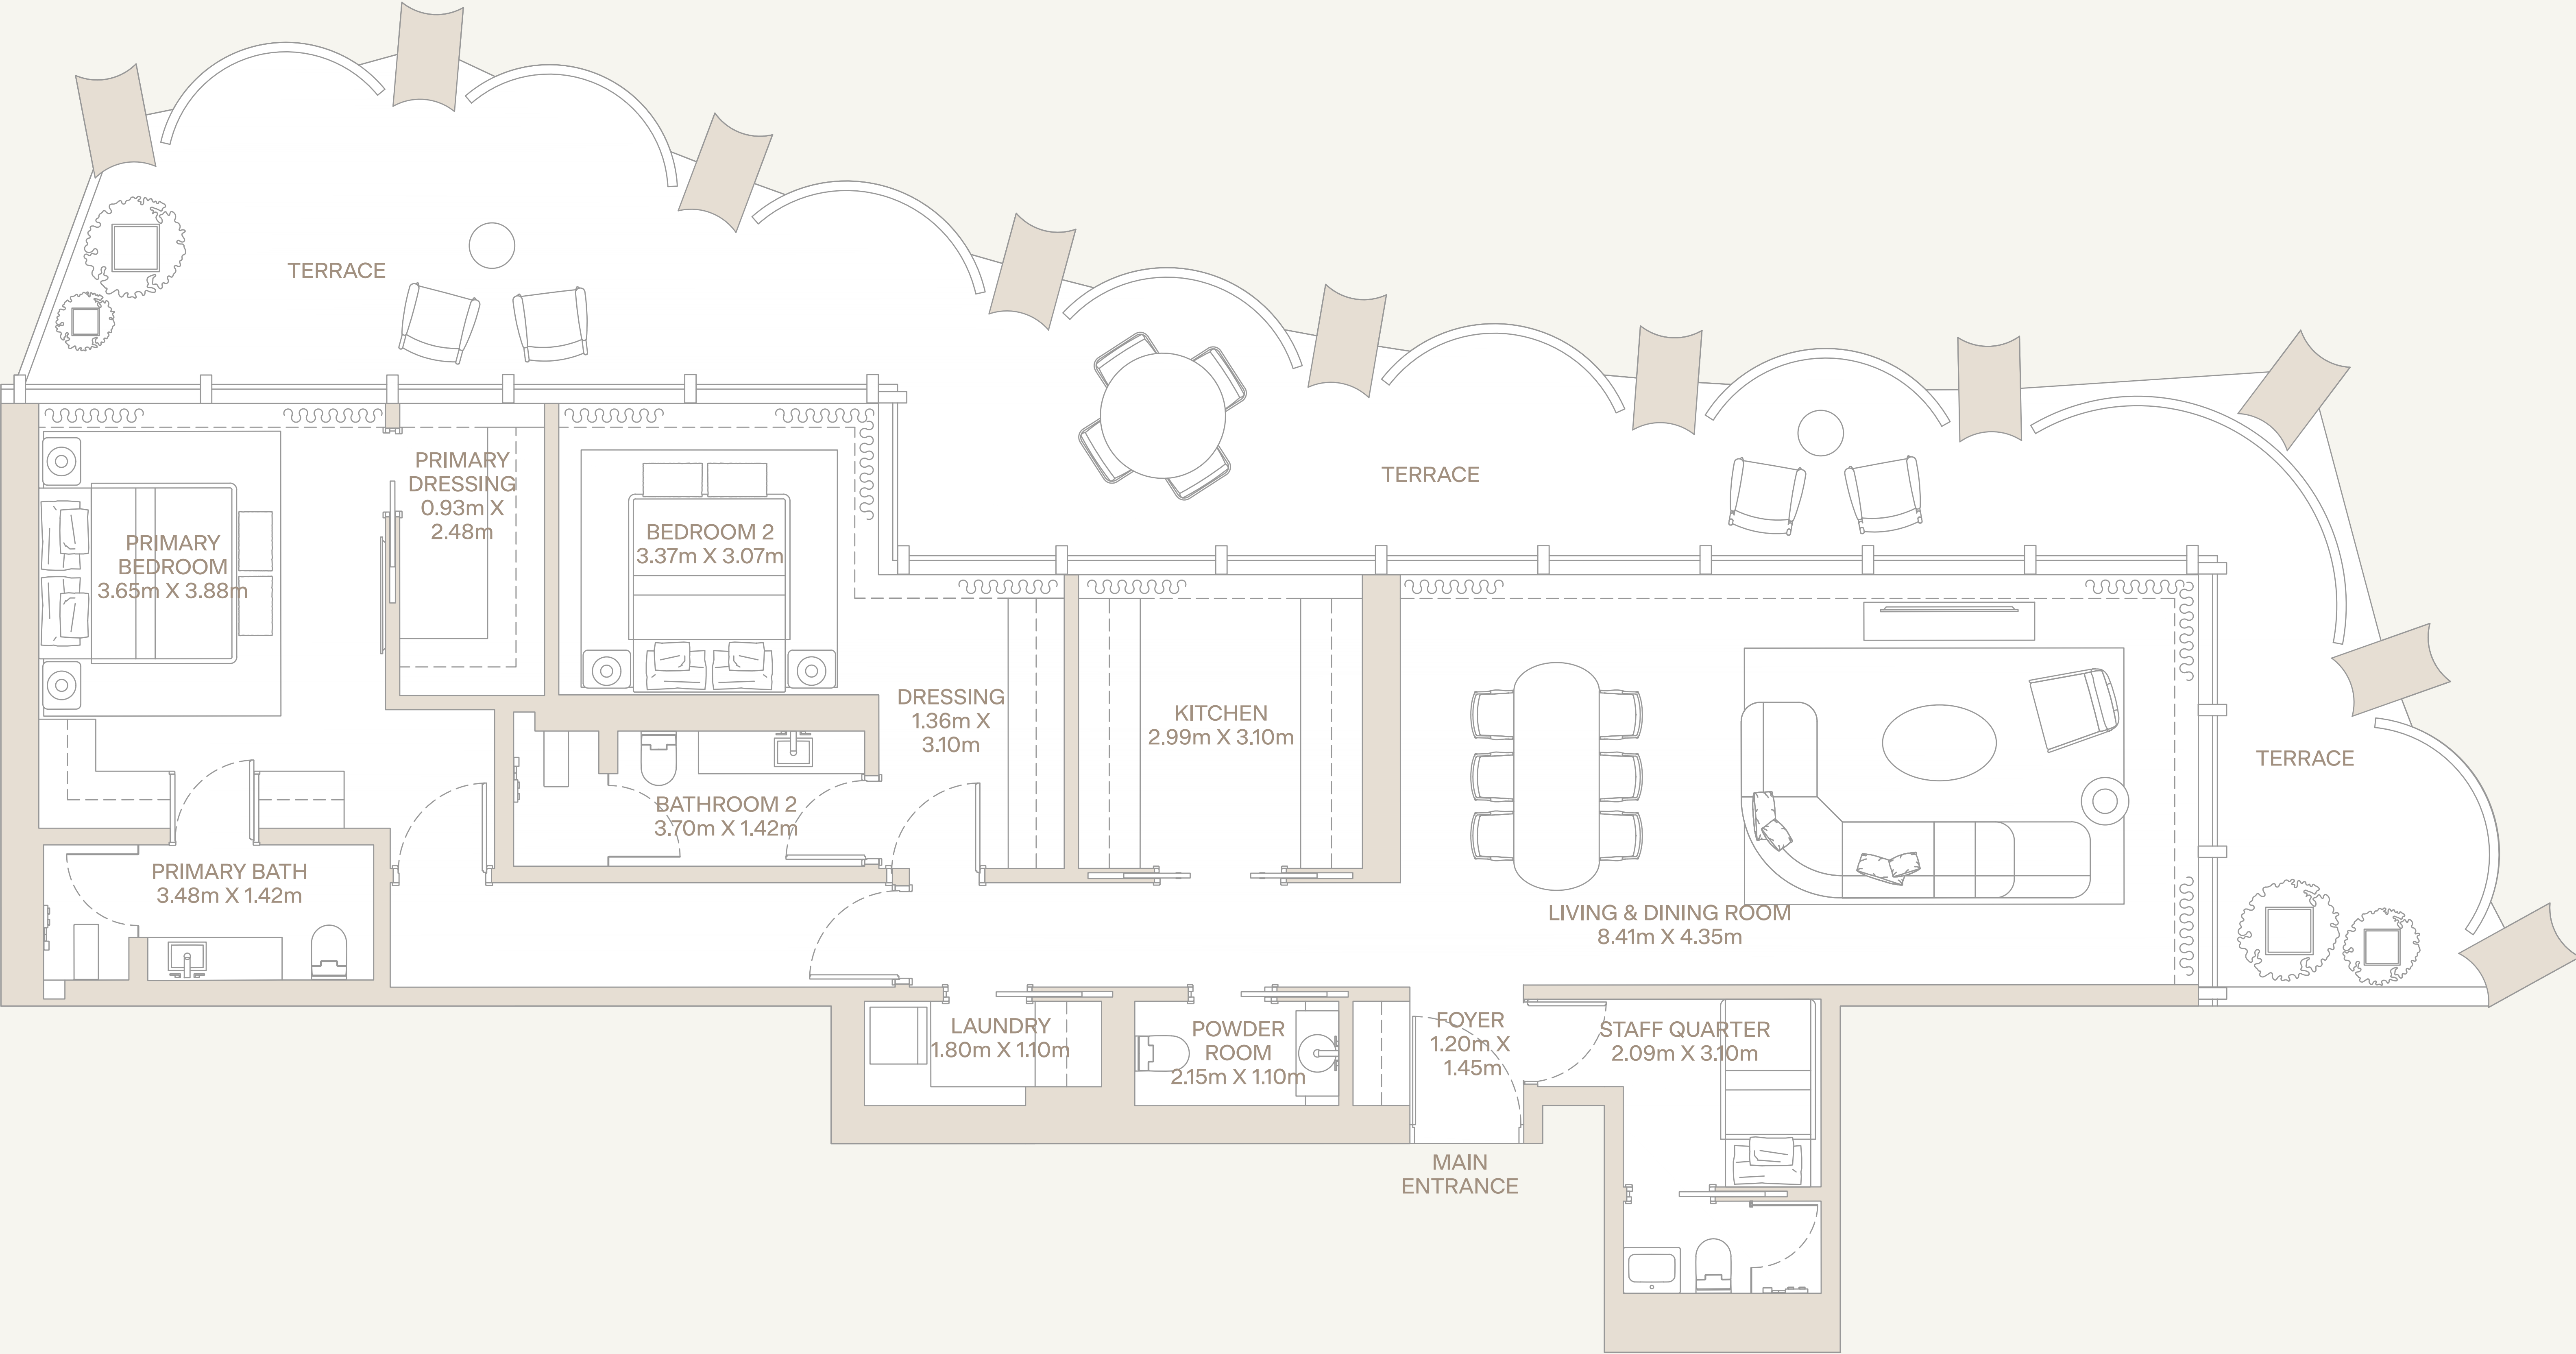 TERRACE
PRIMARY
DRESSING
0.93m X
2.48m
PRIMARY
BEDROOM
3.65m X 3.88m
BEDROOM 2
3.37m X 3.07m
TERRACE
DRESSING
1.36m X
3.10m
KITCHEN
2.99m X 3.10m
TERRACE
BATHROOM 2
3.70m X 1.42m
PRIMARY BATH
3.48m X 1.42m
LIVING & DINING ROOM
8.41m X 4.35m
LAUNDRY
1.80m X 1.10m
POWDER
ROOM
2.15m X 1.10m
FOYER
1.20m X
1.45m
STAFF QUARTER
2.09m X 3.10m
MAIN
ENTRANCE